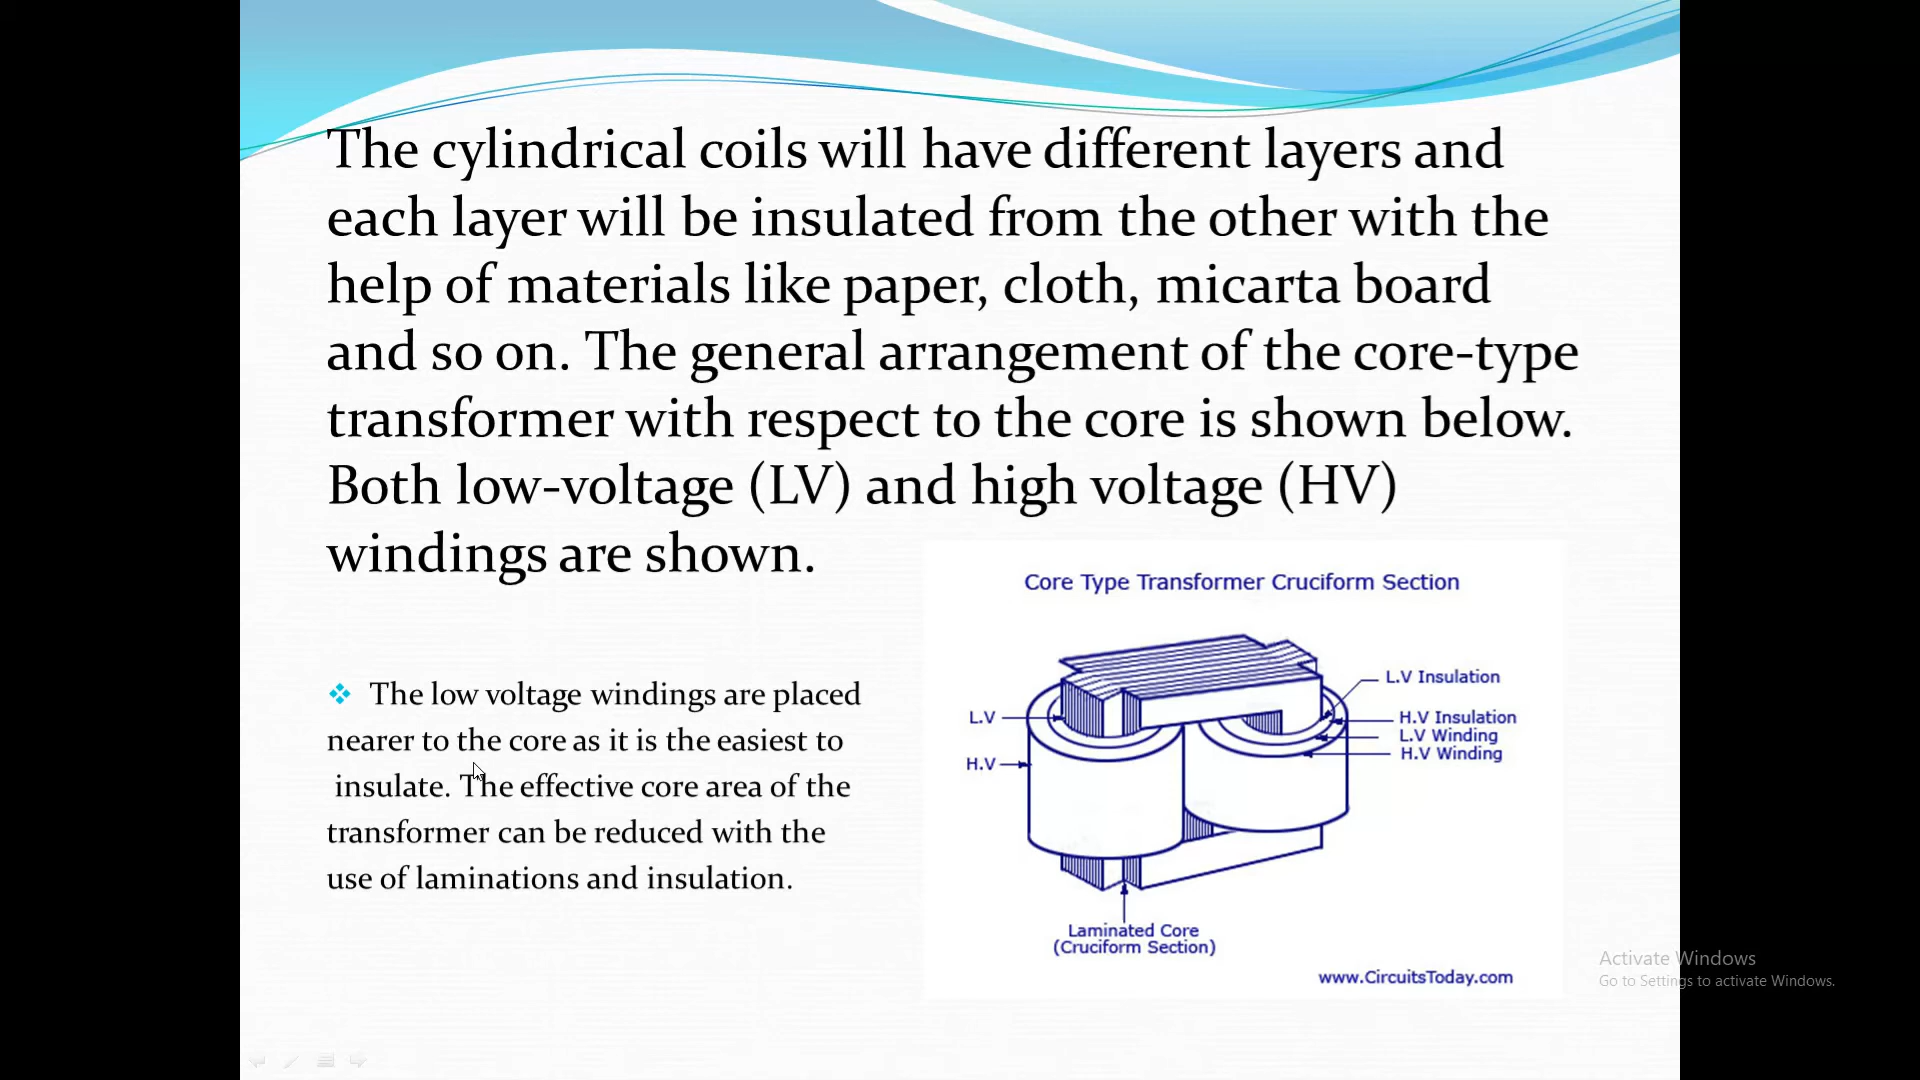 The cylindrical coils will have different layers and
each layer will be insulated from the other with the
help of materials like paper, cloth, micarta board
and so on. The general arrangement of the core-type
transformer with respect to the core is shown below.
Both low-voltage (LV) and high voltage (HV)
windings are shown.
The low voltage windings are placed
nearer to the core as it is the easiest to
insulate. The effective core area of the
transformer can be reduced with the
use of laminations and insulation.
Core Type Transformer Cruciform Section
L.V Insulation
L.V
H.V Insulation
L.V Winding
H.V Winding
H.V
Laminated Core
(Cruciform Section)
www.CircuitsToday.com
Activate Windows
Go to Settings to activate Windows.